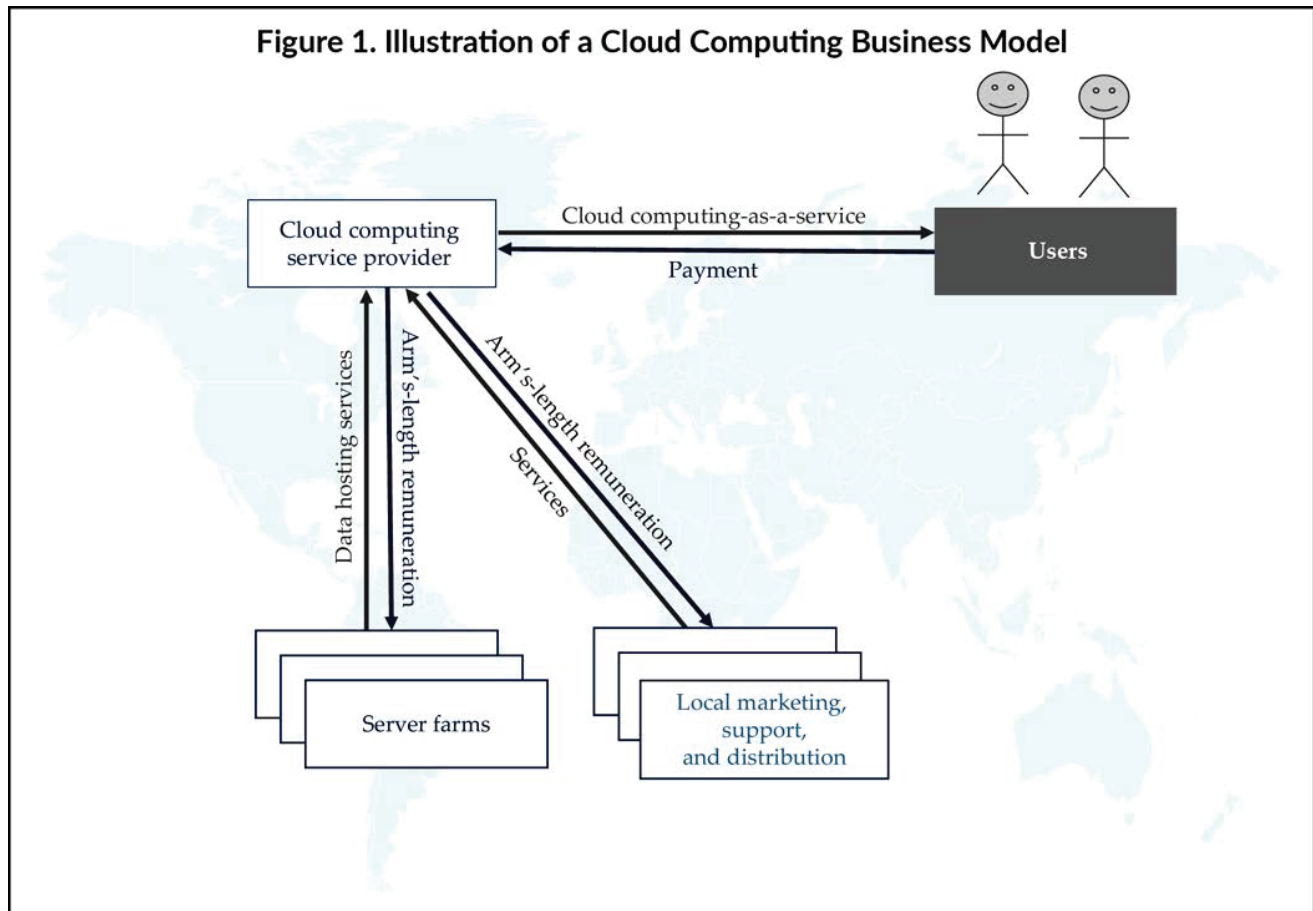 Figure 1. Illustration of a Cloud Computing Business Model
Cloud computing
service provider
Cloud computing-as-a-service
Payment
Users
Data hosting services
Arm's-length remuneration
Arm's-length remuneration
Services
Server farms
Local marketing,
support,
and distribution